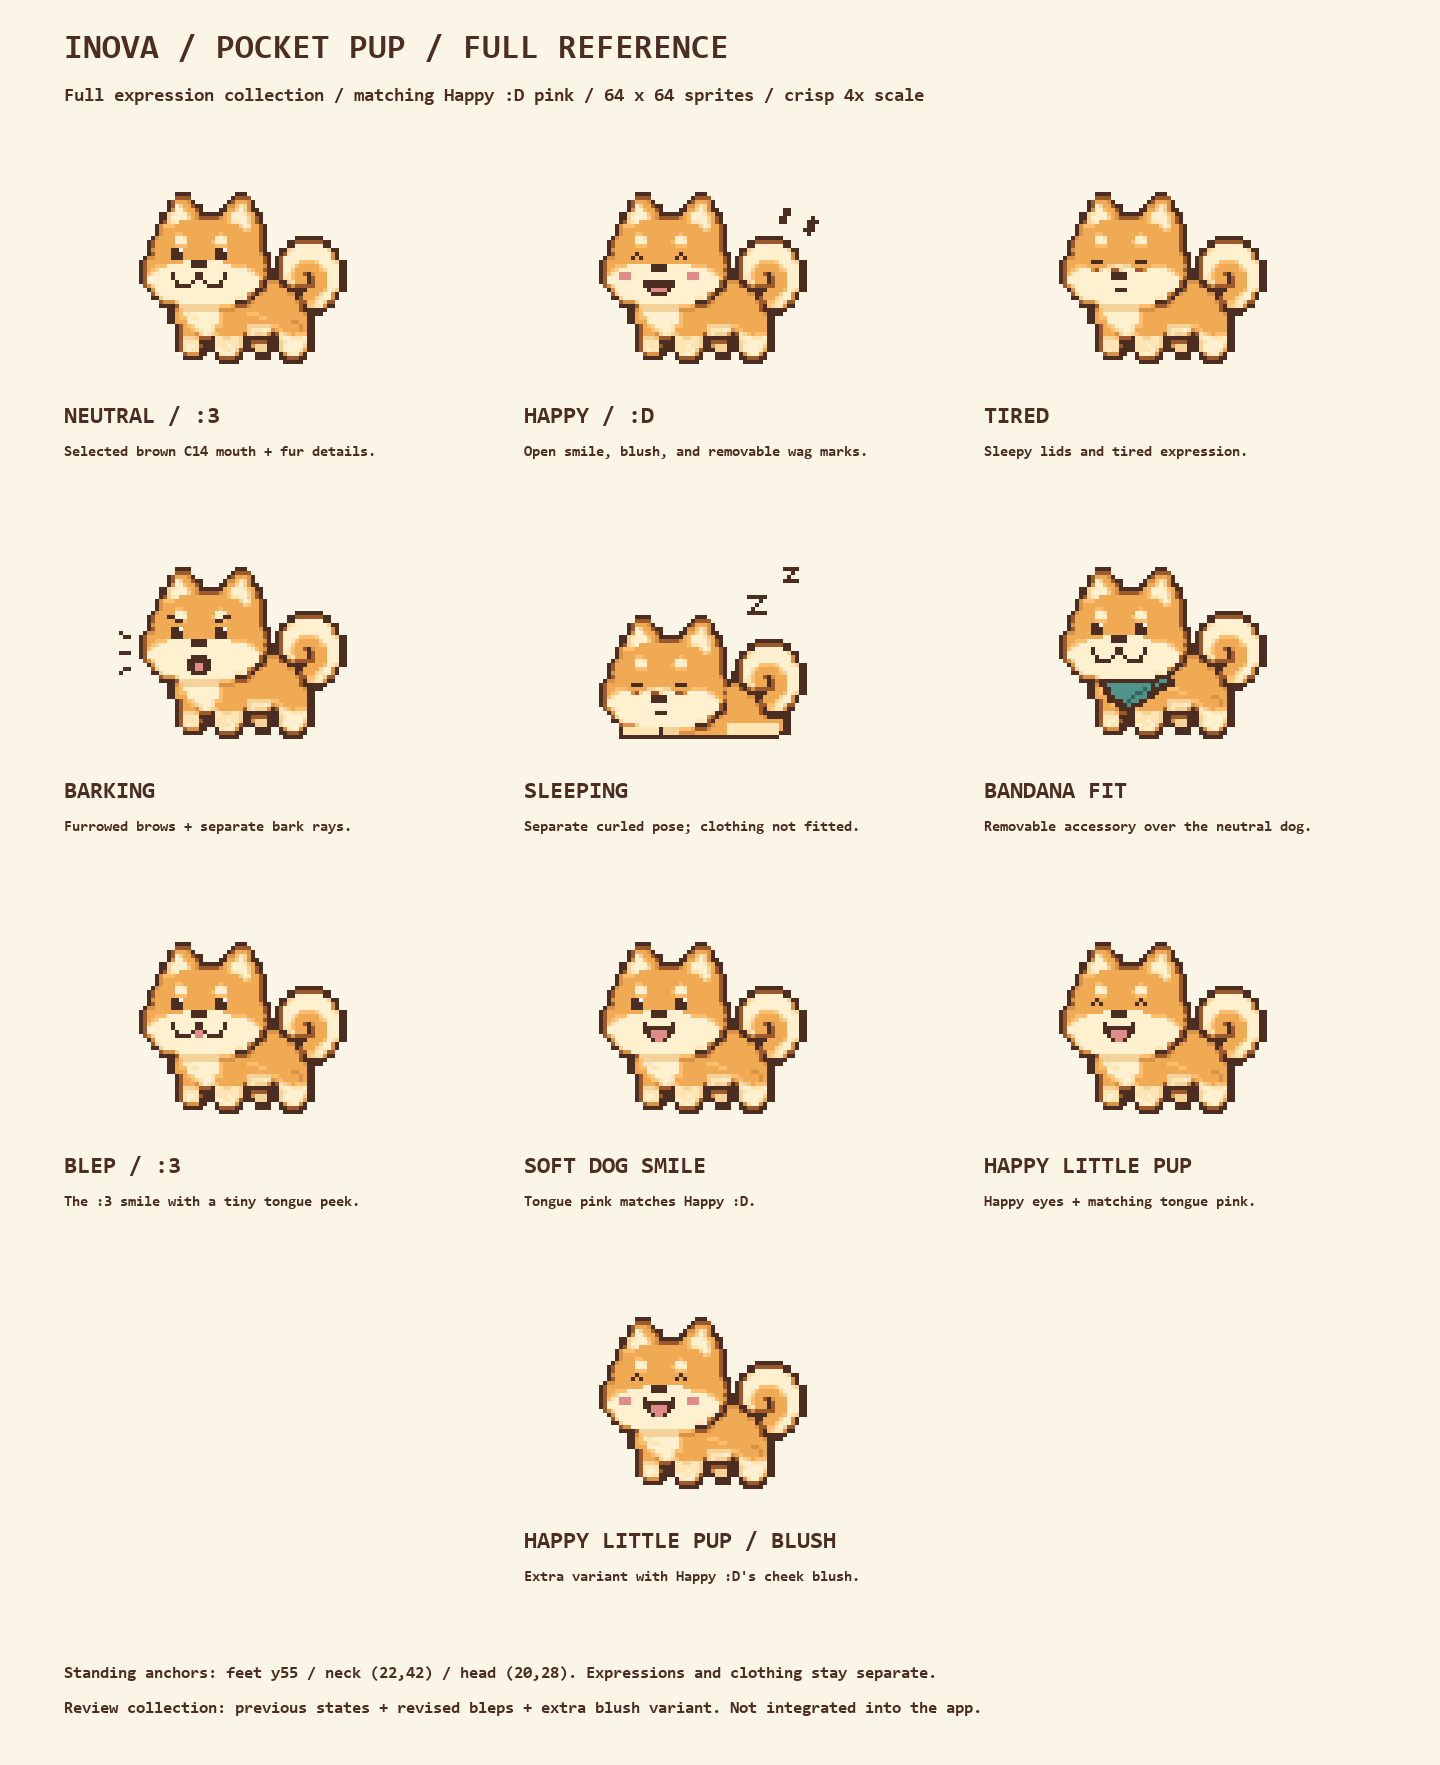 INOVA / POCKET PUP / FULL REFERENCE
Full expression collection / matching Happy :D pink / 64 x 64 sprites / crisp 4x scale
NEUTRAL / :3
Selected brown C14 mouth + fur details.
HAPPY / :D
Open smile, blush, and removable wag marks.
TIRED
Sleepy lids and tired expression.
z
z
BARKING
Furrowed brows + separate bark rays.
SLEEPING
Separate curled pose; clothing not fitted.
BANDANA FIT
Removable accessory over the neutral dog.
BLEP / :3
The :3 smile with a tiny tongue peek.
SOFT DOG SMILE
Tongue pink matches Happy :D.
HAPPY LITTLE PUP
Happy eyes + matching tongue pink.
HAPPY LITTLE PUP / BLUSH
Extra variant with Happy :D's cheek blush.
Standing anchors: feet y55 / neck (22,42) / head (20,28). Expressions and clothing stay separate.
Review collection: previous states + revised bleps + extra blush variant. Not integrated into the app.